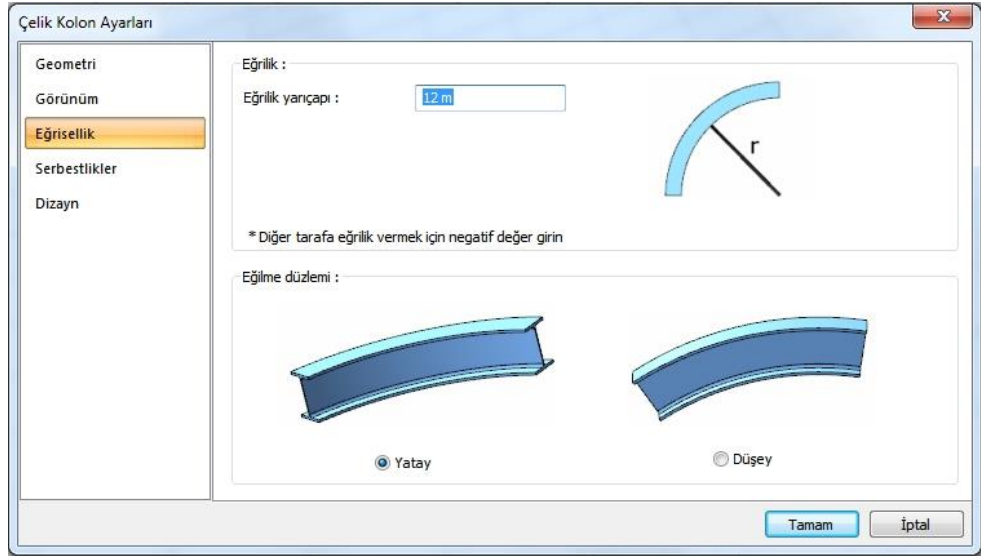 Çelik Kolon Ayarları
Geometri
Görünüm
Eğrisellik
Serbestlikler
Dizayn
Eğrilik :
Eğrilik yarıçapı :
12 m
r
* Diğer tarafa eğrilik vermek için negatif değer girin
Eğilme düzlemi :
Yatay
Düşey
Tamam
İptal